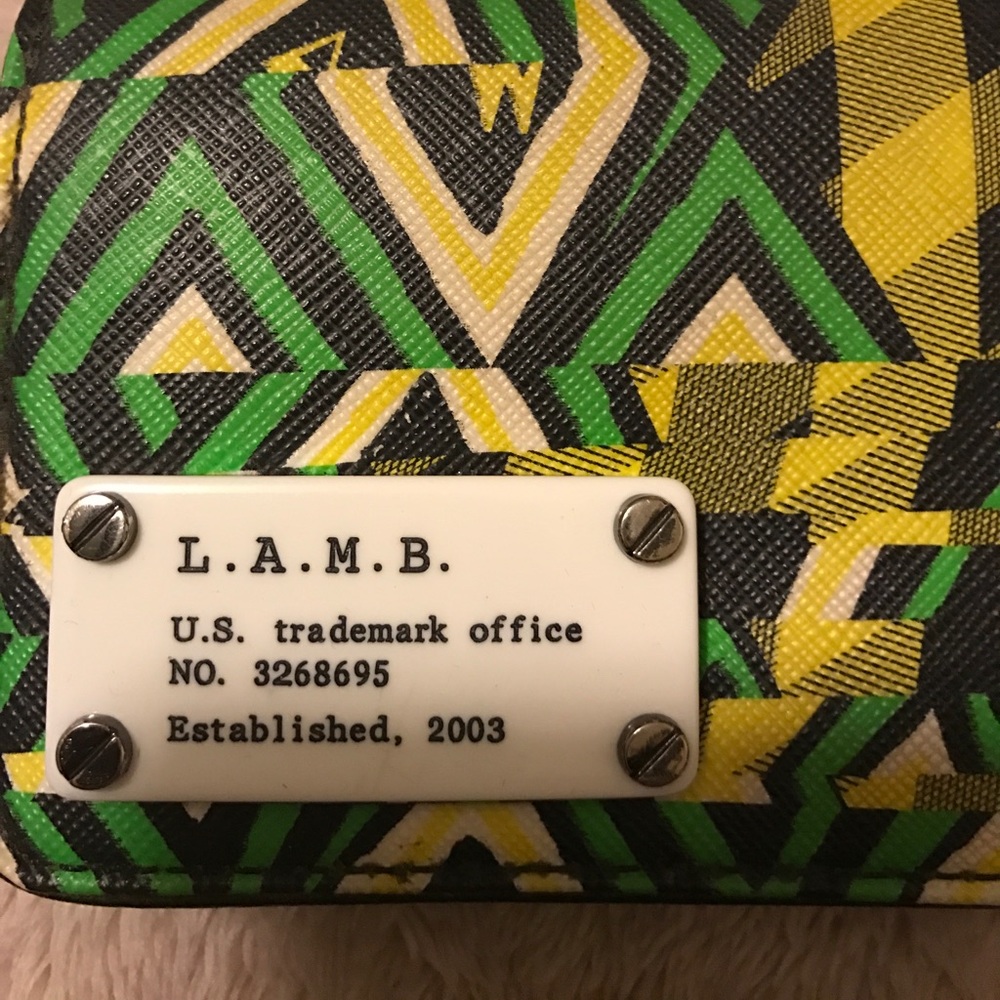 L.A.M.B.
U.S. trademark office
NO. 3268695
Established, 2003